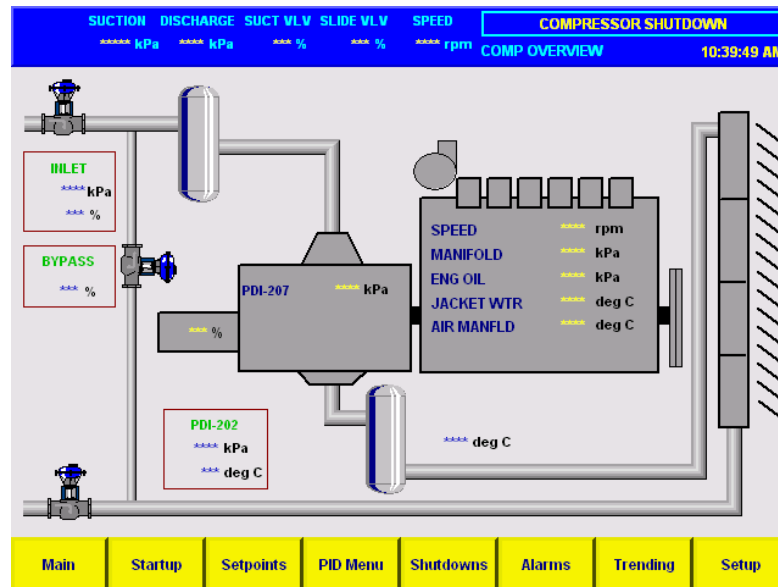 SUCTION DISCHARGE SUCT VLV SLIDE VLV SPEED
COMPRESSOR SHUTDOWN
***** kPa **** kPa *** % *** % **** rpm
COMP OVERVIEW
10:39:49 AM
INLET
**** kPa
*** %
BYPASS
*** %
SPEED **** rpm
MANIFOLD **** kPa
ENG OIL **** kPa
JACKET WTR **** deg C
AIR MANFLD **** deg C
PDI-207 **** kPa
*** %
PDI-202
**** kPa
*** deg C
**** deg C
Main Startup Setpoints PID Menu Shutdowns Alarms Trending Setup